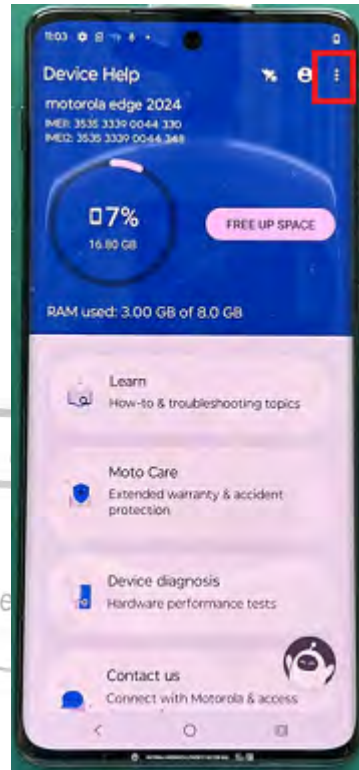 11:03
Device Help
motorola edge 2024
IMEI1: 3535 3339 0044 330
IMEI2: 3535 3339 0044 348
7%
16.80 GB
FREE UP SPACE
RAM used: 3.00 GB of 8.0 GB
Learn
How-to & troubleshooting topics
Moto Care
Extended warranty & accident
protection
Device diagnosis
Hardware performance tests
Contact us
Connect with Motorola & access